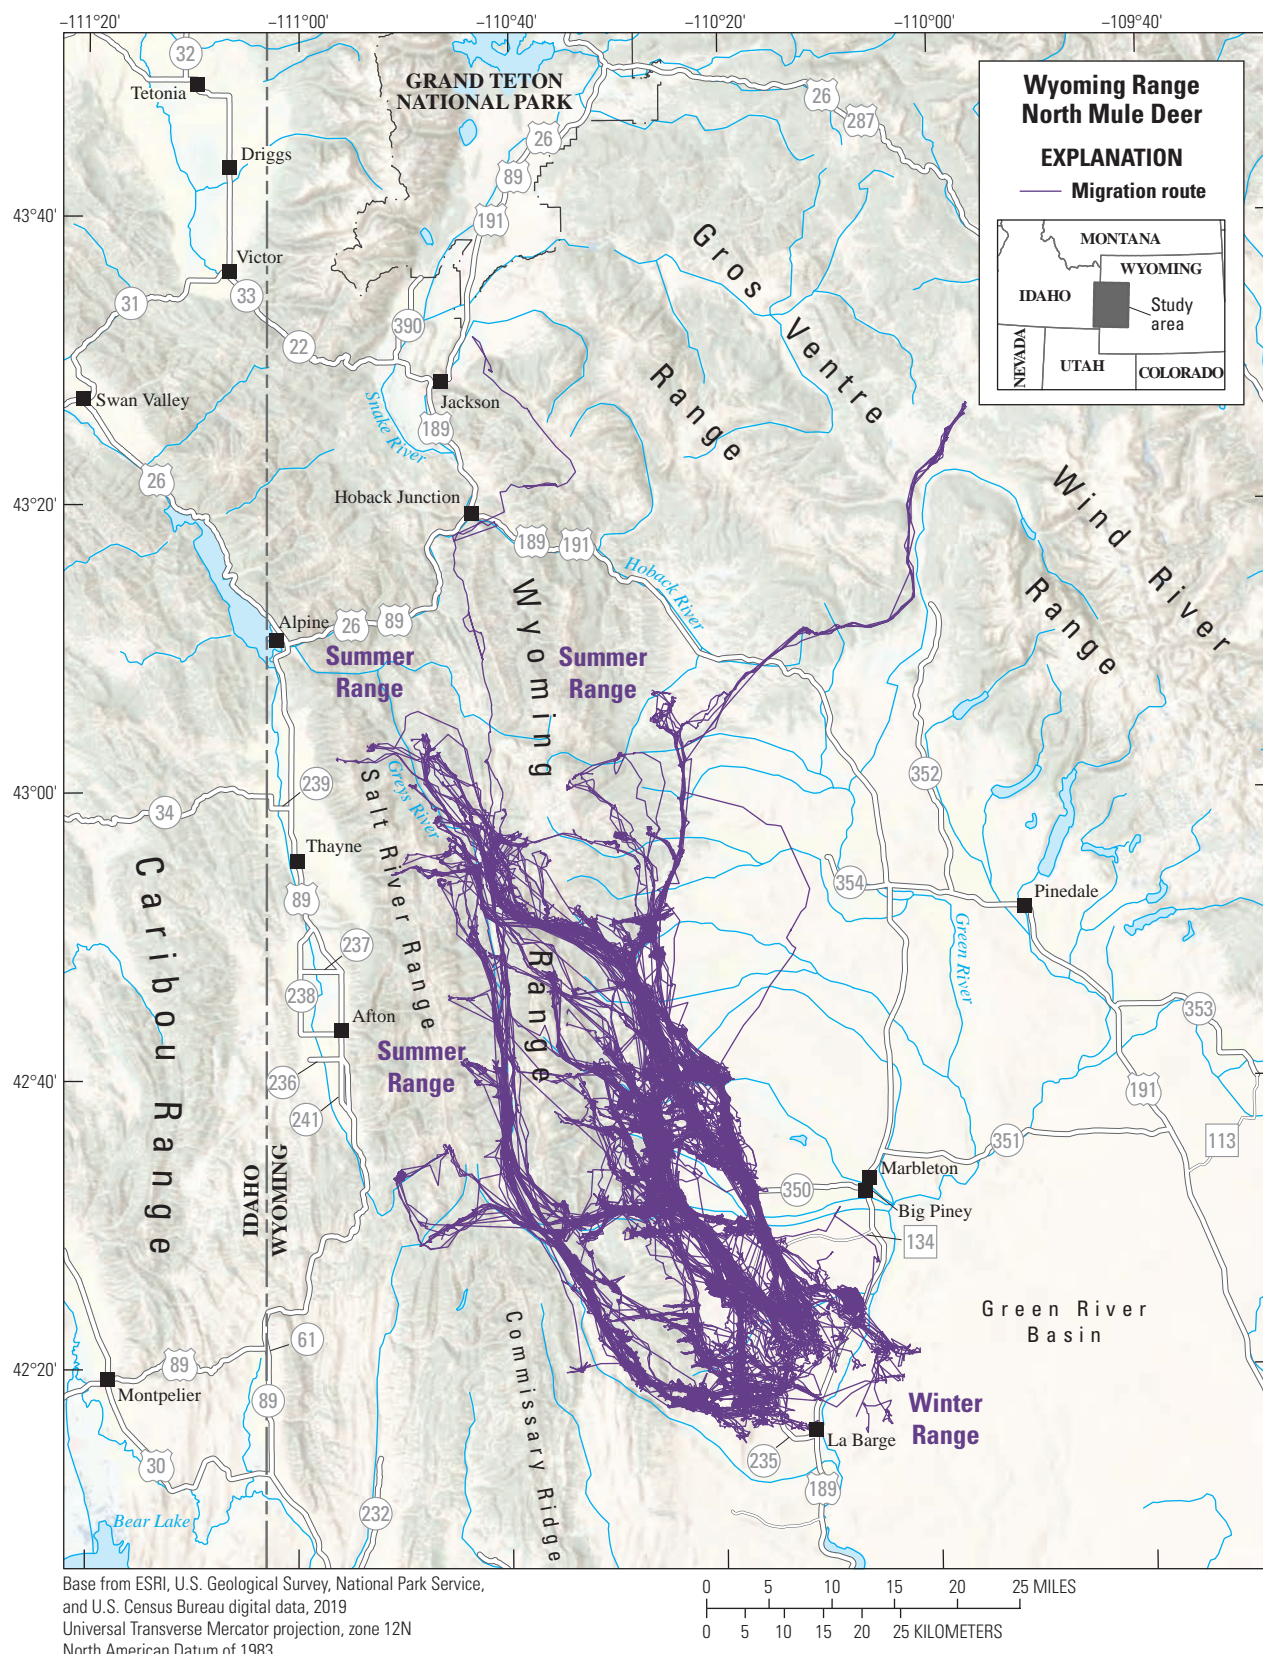 −111°20'
−111°00'
−110°40'
−110°20'
−110°00'
−109°40'
32
Tetonia
GRAND TETON
NATIONAL PARK
26
287
Wyoming Range
North Mule Deer
EXPLANATION
Migration route
MONTANA
WYOMING
IDAHO
Study
area
NEVADA
UTAH
COLORADO
Driggs
26
89
191
43°40'
Victor
31
33
22
390
Gros Ventre
Range
Swan Valley
Jackson
Snake River
189
26
43°20'
Hoback Junction
189
191
Hoback River
Wind River
Range
Alpine
26
89
Summer
Range
Summer
Range
Wyoming
Range
Greys River
Salt River Range
239
34
43°00'
352
Thayne
89
354
Pinedale
Caribou Range
237
238
Green River
353
Afton
Summer
Range
42°40'
236
241
191
351
113
IDAHO
WYOMING
Marbleton
350
Big Piney
134
Green River
Basin
61
Commissary Ridge
42°20'
89
89
Montpelier
Winter
Range
La Barge
235
30
189
232
Bear Lake
Base from ESRI, U.S. Geological Survey, National Park Service,
and U.S. Census Bureau digital data, 2019
Universal Transverse Mercator projection, zone 12N
North American Datum of 1983
0 5 10 15 20 25 MILES
0 5 10 15 20 25 KILOMETERS